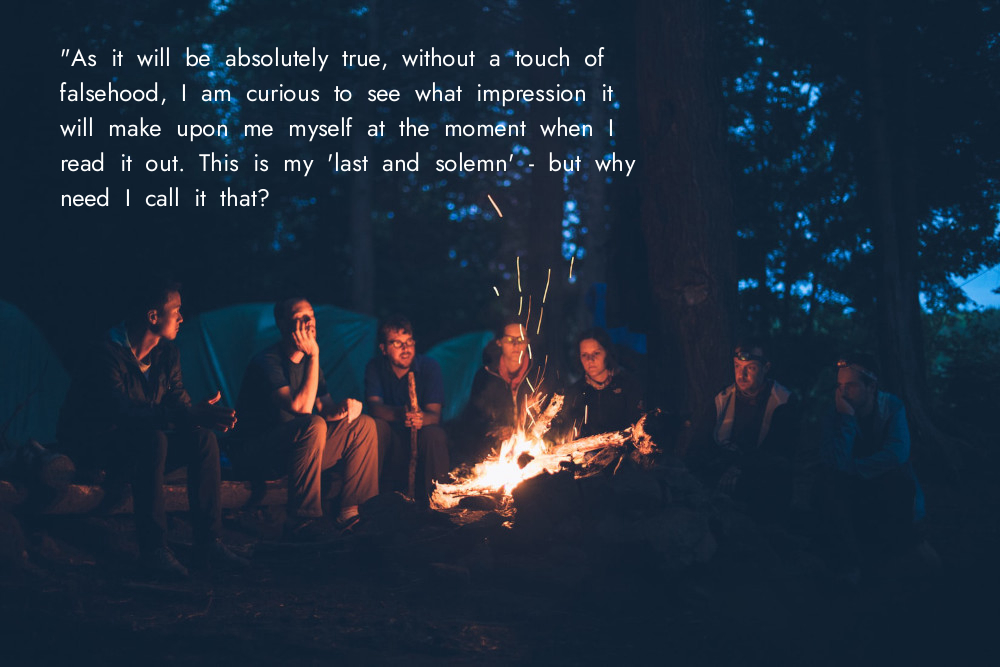 "As it will be absolutely true, without a touch of
falsehood, I am curious to see what impression it
will make upon me myself at the moment when I
read it out. This is my 'last and solemn' - but why
need I call it that?